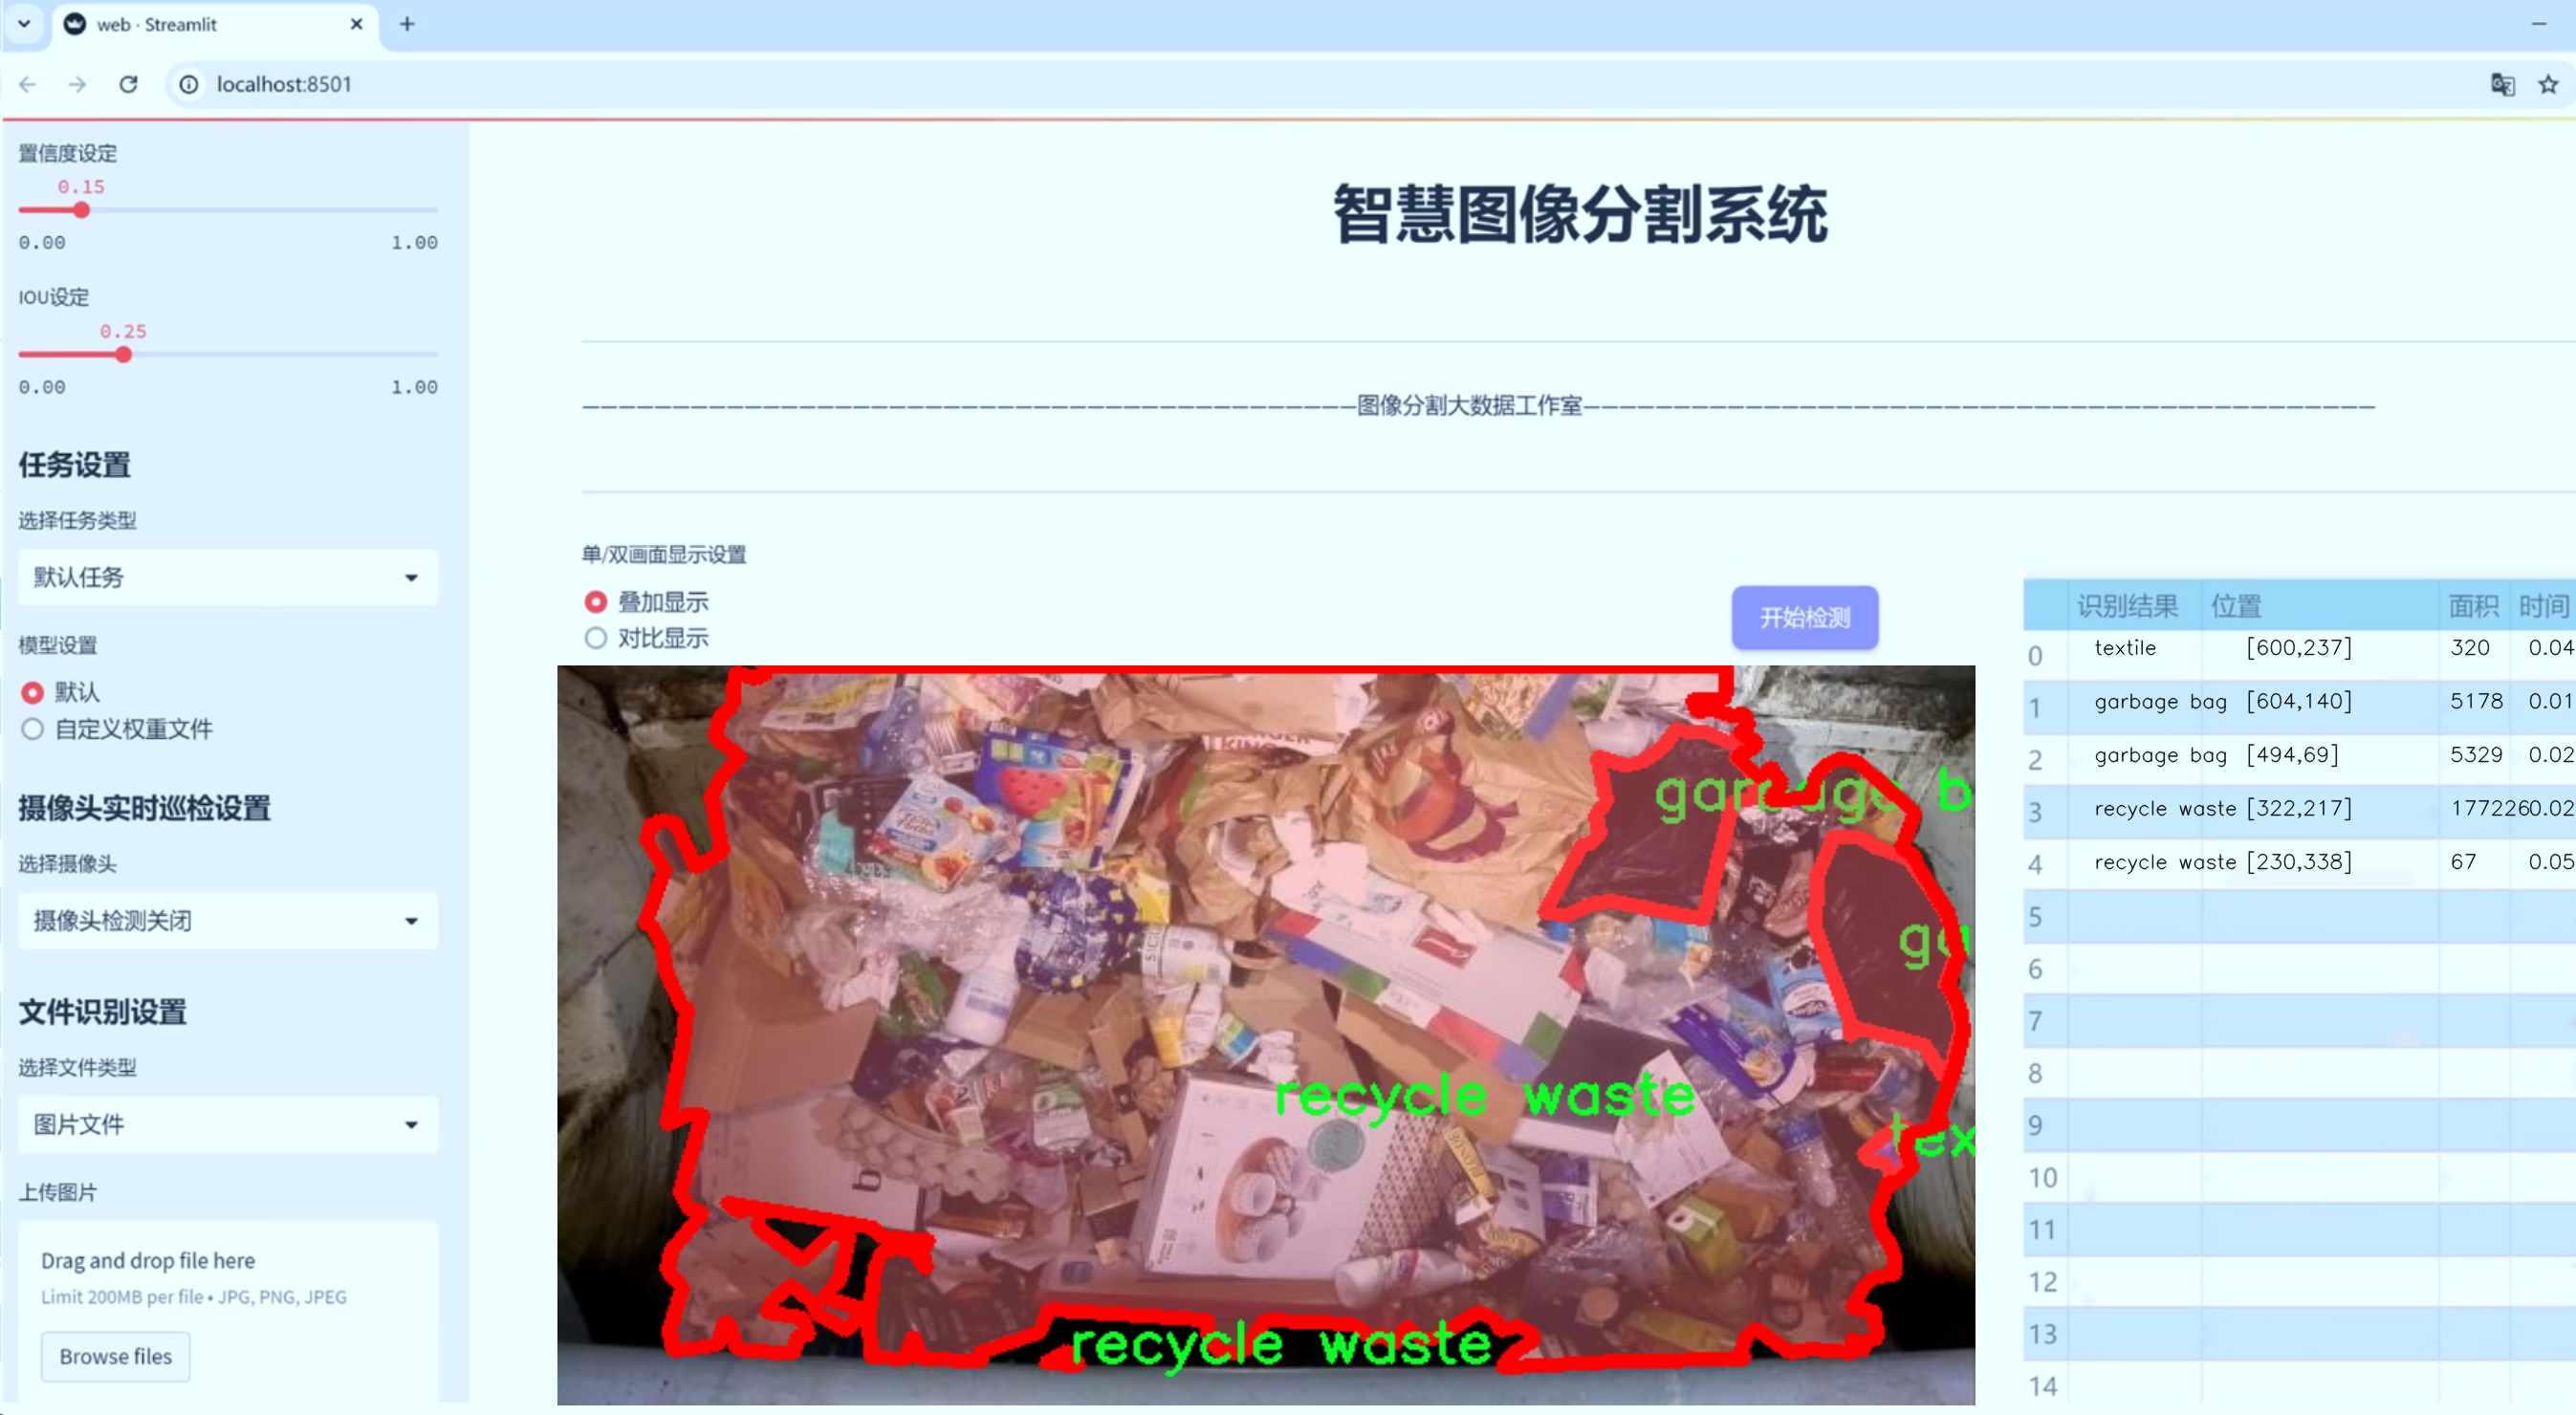 web · Streamlit
localhost:8501
置信度设定
0.15
0.00 1.00
IOU设定
0.25
0.00 1.00
任务设置
选择任务类型
默认任务
模型设置
默认
自定义权重文件
摄像头实时巡检设置
选择摄像头
摄像头检测关闭
文件识别设置
选择文件类型
图片文件
上传图片
Drag and drop file here
Limit 200MB per file • JPG, PNG, JPEG
Browse files
智慧图像分割系统
图像分割大数据工作室
单/双画面显示设置
叠加显示
对比显示
开始检测
garbage b
ga
recycle waste
tex
recycle waste
识别结果 位置 面积 时间
0 textile [600,237] 320 0.04
1 garbage bag [604,140] 5178 0.01
2 garbage bag [494,69] 5329 0.02
3 recycle waste [322,217] 177226 0.02
4 recycle waste [230,338] 67 0.05
5
6
7
8
9
10
11
12
13
14